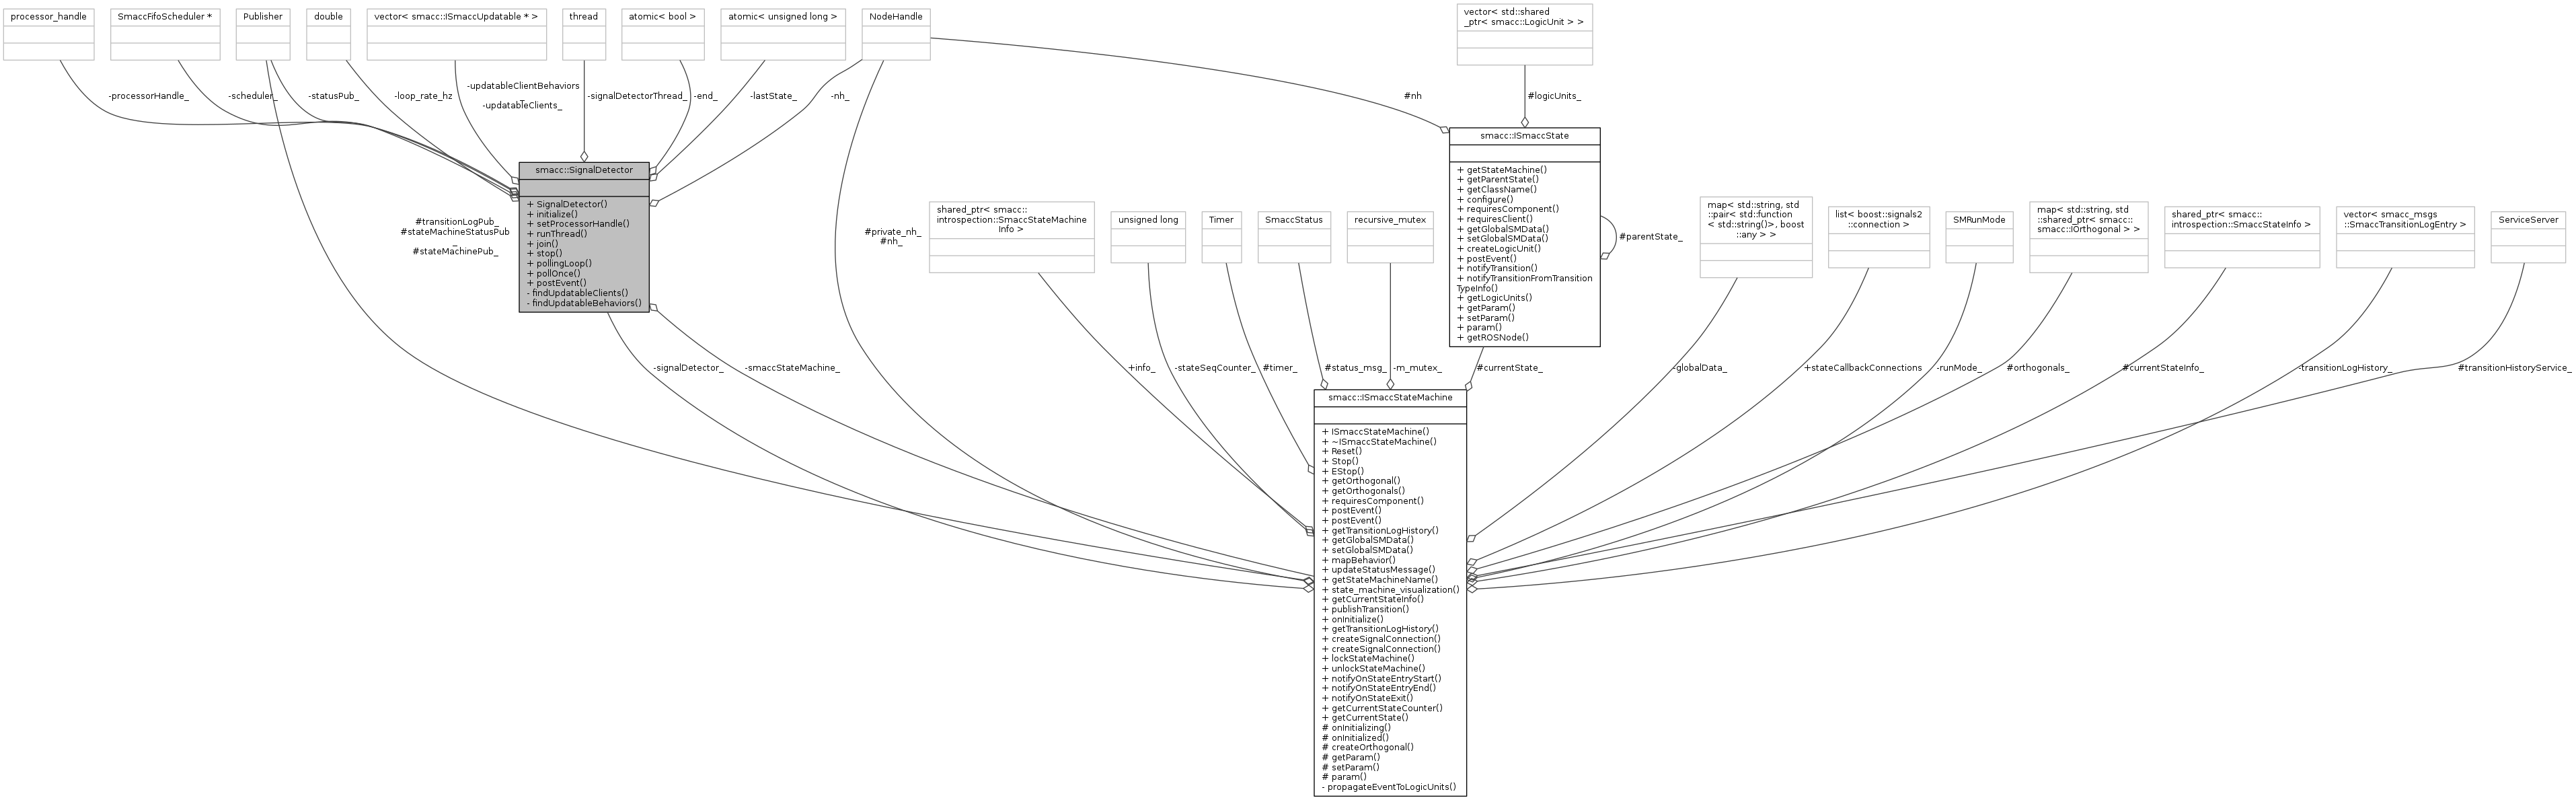 processor_handle
SmaccFifoScheduler *
Publisher
double
vector< smacc::ISmaccUpdatable * >
thread
atomic< bool >
atomic< unsigned long >
NodeHandle
vector< std::shared
_ptr< smacc::LogicUnit > >
-processorHandle_
-scheduler_
-statusPub_
-loop_rate_hz
-updatableClientBehaviors
_
-updatableClients_
-signalDetectorThread_
-end_
-lastState_
-nh_
#nh
#logicUnits_
smacc::SignalDetector
+ SignalDetector()
+ initialize()
+ setProcessorHandle()
+ runThread()
+ join()
+ stop()
+ pollingLoop()
+ pollOnce()
+ postEvent()
- findUpdatableClients()
- findUpdatableBehaviors()
smacc::ISmaccState
+ getStateMachine()
+ getParentState()
+ getClassName()
+ configure()
+ requiresComponent()
+ requiresClient()
+ getGlobalSMData()
+ setGlobalSMData()
+ createLogicUnit()
+ postEvent()
+ notifyTransition()
+ notifyTransitionFromTransition
TypeInfo()
+ getLogicUnits()
+ getParam()
+ setParam()
+ param()
+ getROSNode()
#parentState_
#transitionLogPub_
#stateMachineStatusPub
_
#stateMachinePub_
#private_nh_
#nh_
shared_ptr< smacc::
introspection::SmaccStateMachine
Info >
unsigned long
Timer
SmaccStatus
recursive_mutex
map< std::string, std
::pair< std::function
< std::string()>, boost
::any > >
list< boost::signals2
::connection >
SMRunMode
map< std::string, std
::shared_ptr< smacc::
smacc::IOrthogonal > >
shared_ptr< smacc::
introspection::SmaccStateInfo >
vector< smacc_msgs
::SmaccTransitionLogEntry >
ServiceServer
-signalDetector_
-smaccStateMachine_
+info_
-stateSeqCounter_
#timer_
#status_msg_
-m_mutex_
#currentState_
-globalData_
+stateCallbackConnections
-runMode_
#orthogonals_
#currentStateInfo_
-transitionLogHistory_
#transitionHistoryService_
smacc::ISmaccStateMachine
+ ISmaccStateMachine()
+ ~ISmaccStateMachine()
+ Reset()
+ Stop()
+ EStop()
+ getOrthogonal()
+ getOrthogonals()
+ requiresComponent()
+ postEvent()
+ postEvent()
+ getTransitionLogHistory()
+ getGlobalSMData()
+ setGlobalSMData()
+ mapBehavior()
+ updateStatusMessage()
+ getStateMachineName()
+ state_machine_visualization()
+ getCurrentStateInfo()
+ publishTransition()
+ onInitialize()
+ getTransitionLogHistory()
+ createSignalConnection()
+ createSignalConnection()
+ lockStateMachine()
+ unlockStateMachine()
+ notifyOnStateEntryStart()
+ notifyOnStateEntryEnd()
+ notifyOnStateExit()
+ getCurrentStateCounter()
+ getCurrentState()
# onInitializing()
# onInitialized()
# createOrthogonal()
# getParam()
# setParam()
# param()
- propagateEventToLogicUnits()